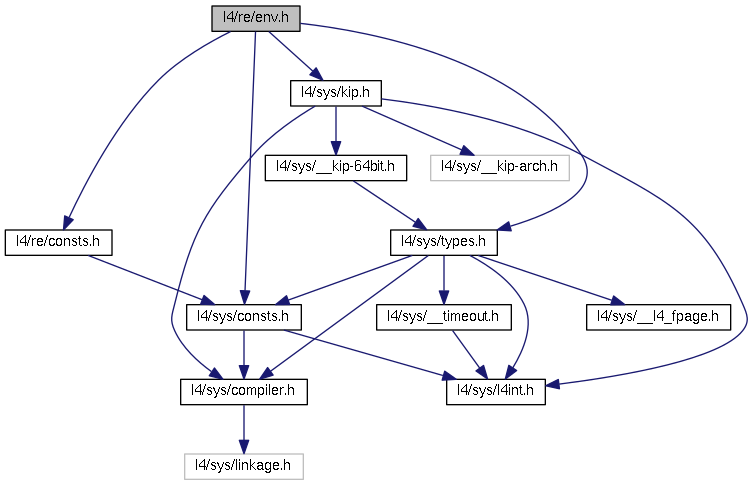 l4/re/env.h
l4/sys/kip.h
l4/sys/__kip-64bit.h
l4/sys/__kip-arch.h
l4/re/consts.h
l4/sys/types.h
l4/sys/consts.h
l4/sys/__timeout.h
l4/sys/__l4_fpage.h
l4/sys/compiler.h
l4/sys/l4int.h
l4/sys/linkage.h